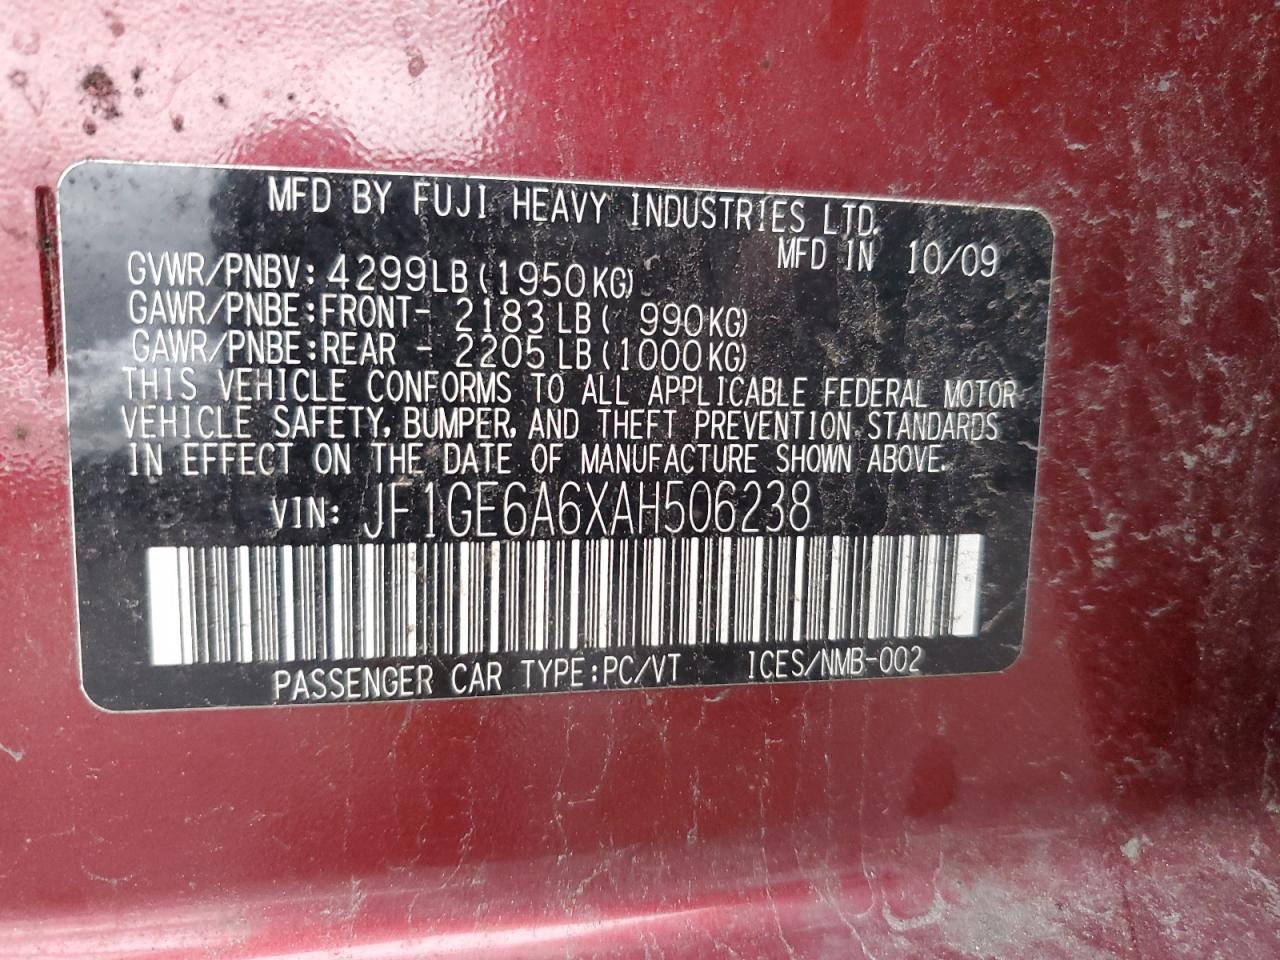 MFD BY FUJI HEAVY INDUSTRIES LTD.
MFD IN 10/09
GVWR/PNBV: 4299LB (1950KG)
GAWR/PNBE:FRONT- 2183LB ( 990KG)
GAWR/PNBE:REAR - 2205LB (1000KG)
THIS VEHICLE CONFORMS TO ALL APPLICABLE FEDERAL MOTOR
VEHICLE SAFETY, BUMPER, AND THEFT PREVENTION STANDARDS
IN EFFECT ON THE DATE OF MANUFACTURE SHOWN ABOVE.
VIN: JF1GE6A6XAH506238
PASSENGER CAR TYPE:PC/VT ICES/NMB-002